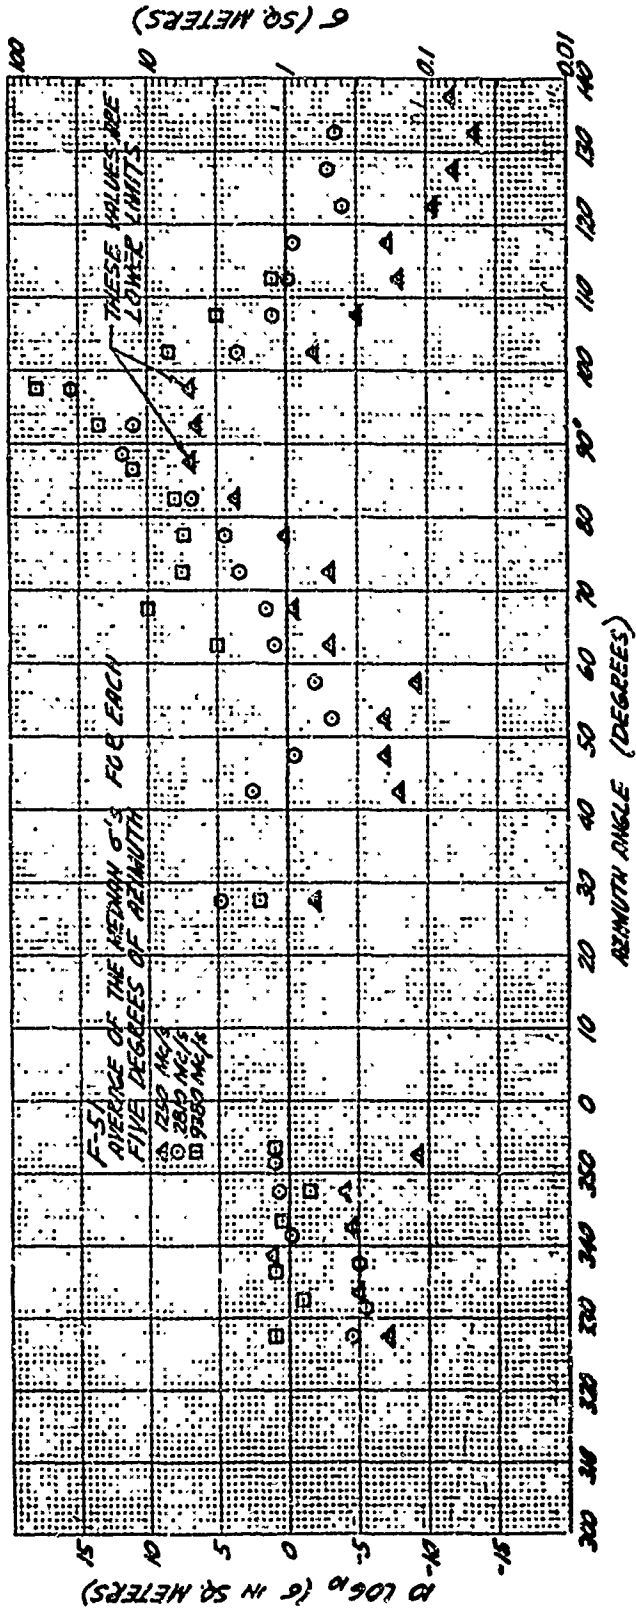 F-51
AVERAGE OF THE MEDIAN σ'S FOR EACH
FIVE DEGREES OF AZIMUTH
△ 1250 Mc/s
○ 2810 Mc/s
□ 9380 Mc/s
THESE VALUES ARE
LOWER LIMITS
10 LOG₁₀ (σ IN SQ. METERS)
15
10
5
0
-5
-10
-15
σ (SQ. METERS)
100
10
1
0.1
0.01
300 310 320 330 340 350 0 10 20 30 40 50 60 70 80 90° 100 110 120 130 140
AZIMUTH ANGLE (DEGREES)